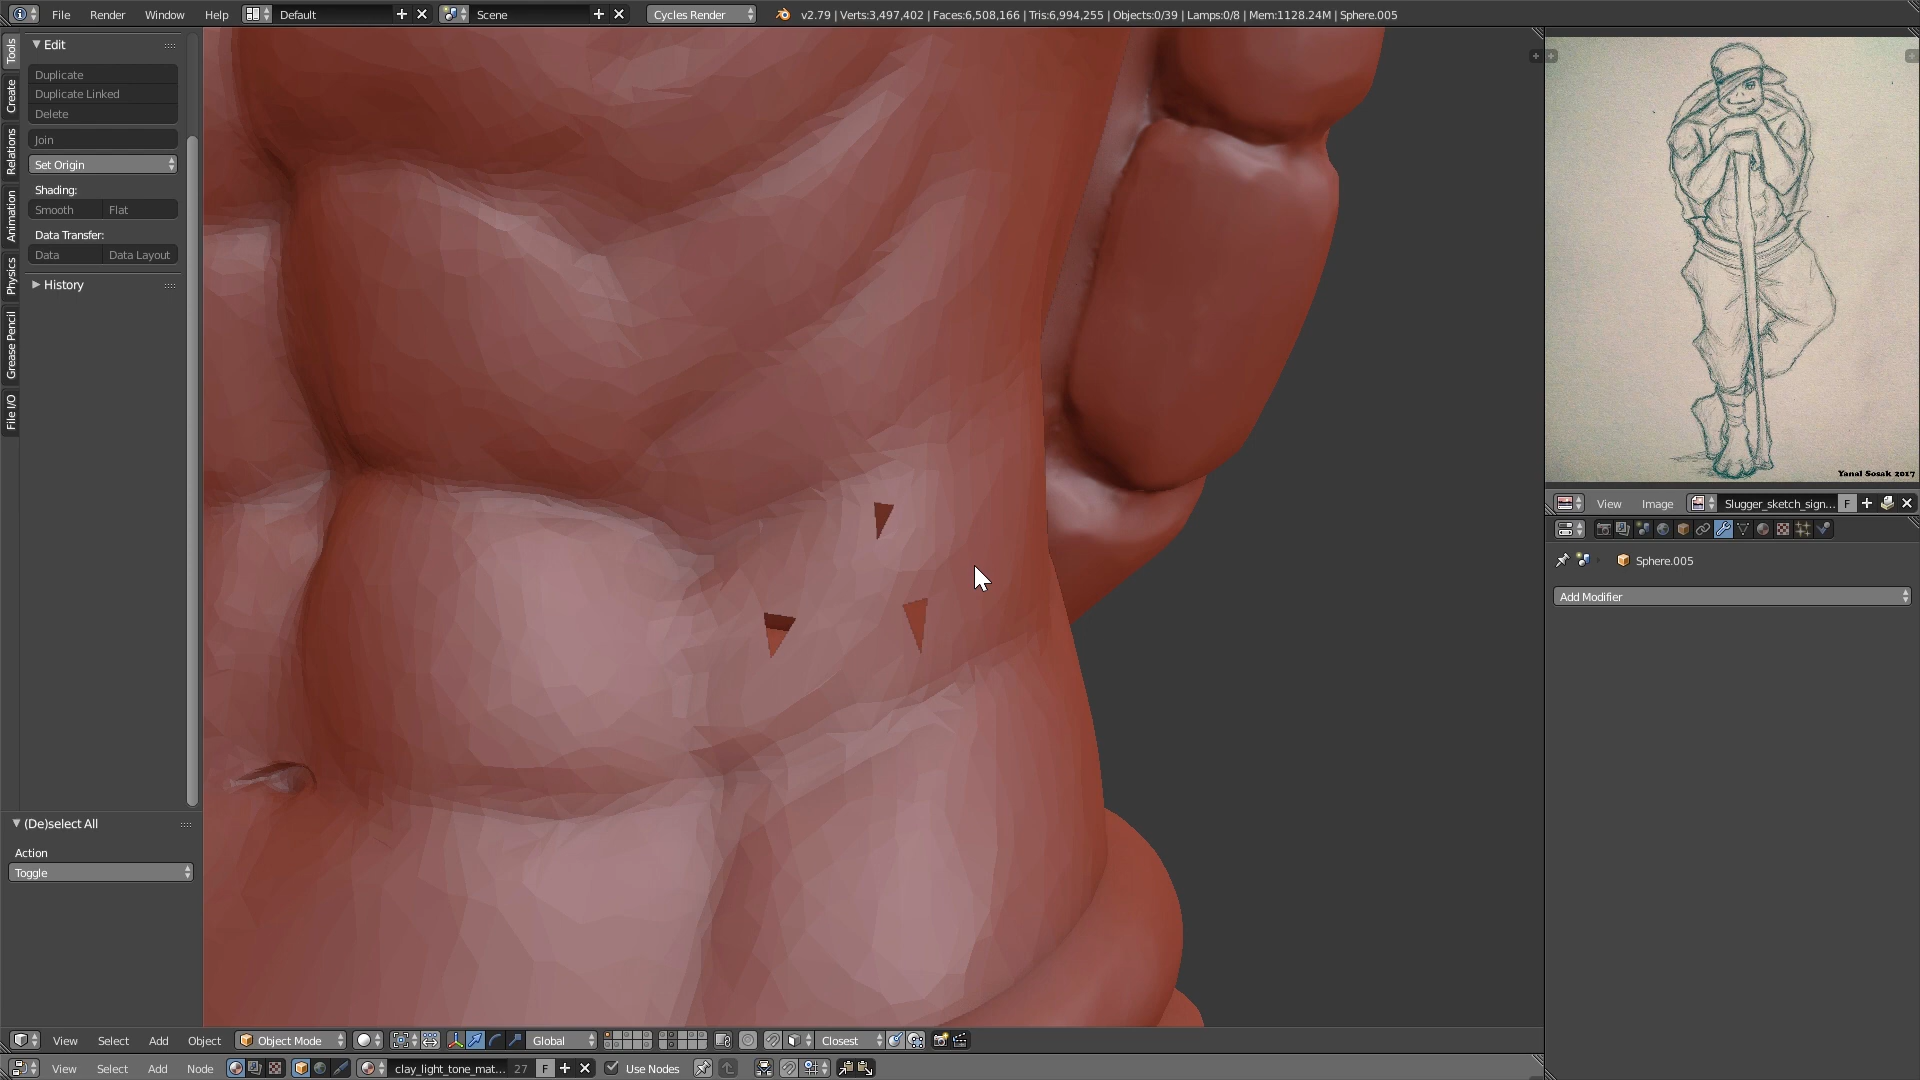 File Render Window Help Default Scene Cycles Render v2.79 | Verts:3,497,402 | Faces:6,508,166 | Tris:6,994,255 | Objects:0/39 | Lamps:0/8 | Mem:1128.24M | Sphere.005
Tools
Create
Relations
Animation
Physics
Grease Pencil
File I/O
Edit
Duplicate
Duplicate Linked
Delete
Join
Set Origin
Shading:
Smooth Flat
Data Transfer:
Data Data Layout
History
(De)select All
Action
Toggle
Yanal Sosak 2017
View Image Slugger_sketch_sign... F
Sphere.005
Add Modifier
View Select Add Object Object Mode Global Closest
View Select Add Node clay_light_tone_mat... 27 F Use Nodes